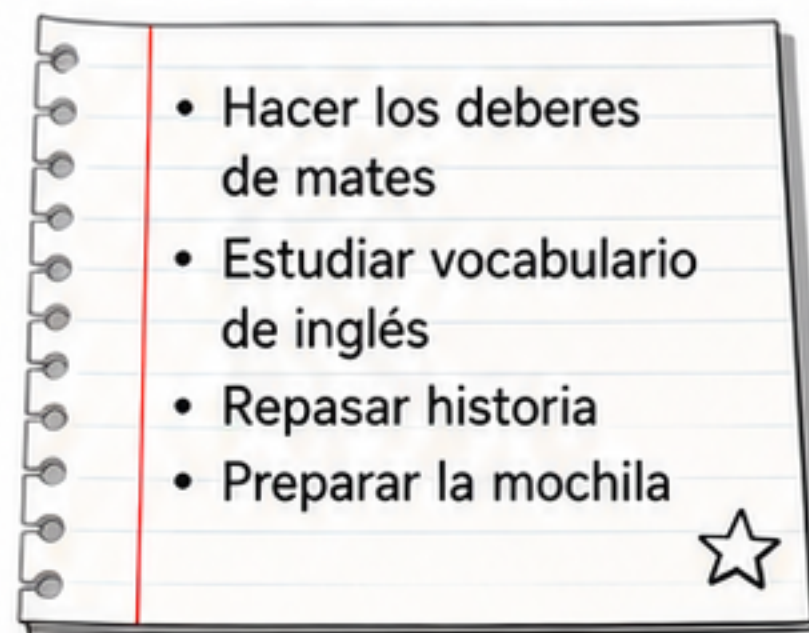 • Hacer los deberes
de mates
• Estudiar vocabulario
de inglés
• Repasar historia
• Preparar la mochila